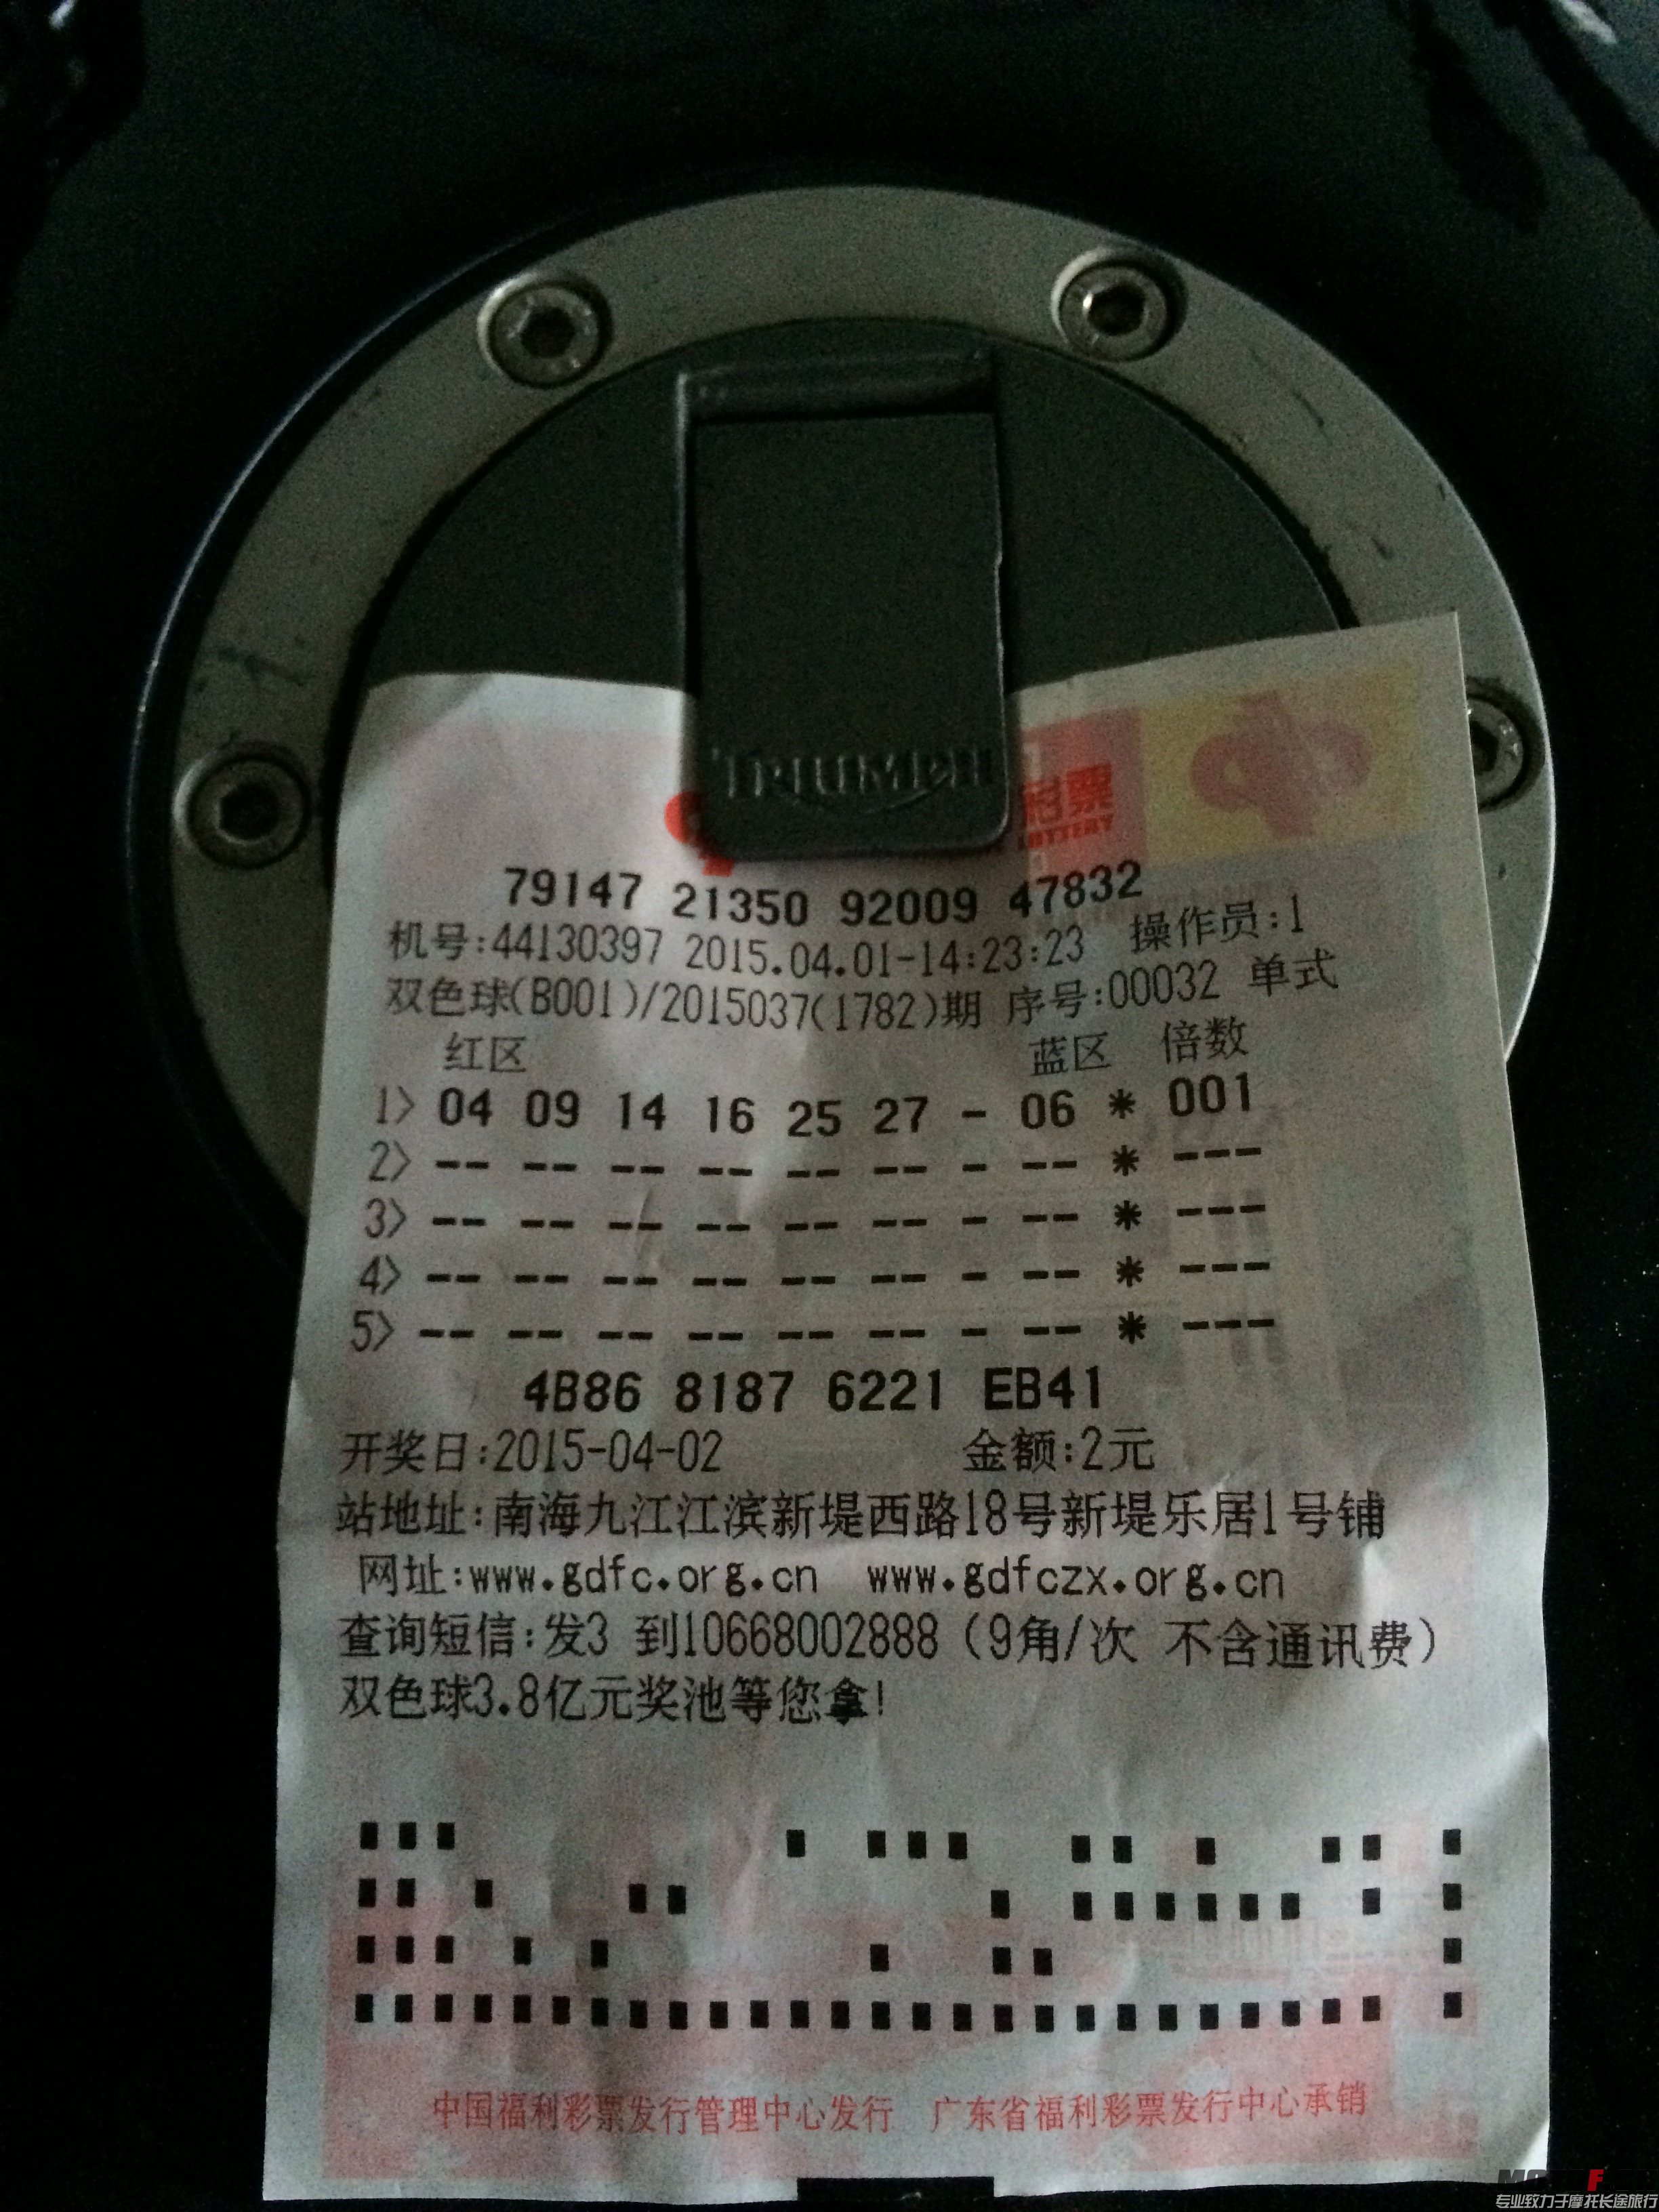 TRIUMPH
彩票
LOTTERY
79147 21350 92009 47832
机号:44130397 2015.04.01-14:23:23 操作员:1
双色球(B001)/2015037(1782)期 序号:00032 单式
红区 蓝区 倍数
1> 04 09 14 16 25 27 - 06 * 001
2> -- -- -- -- -- -- - -- * ---
3> -- -- -- -- -- -- - -- * ---
4> -- -- -- -- -- -- - -- * ---
5> -- -- -- -- -- -- - -- * ---
4B86 8187 6221 EB41
开奖日:2015-04-02 金额:2元
站地址:南海九江江滨新堤西路18号新堤乐居1号铺
网址:www.gdfc.org.cn www.gdfczx.org.cn
查询短信:发3 到10668002888 (9角/次 不含通讯费)
双色球3.8亿元奖池等您拿!
中国福利彩票发行管理中心发行 广东省福利彩票发行中心承销
专业致力于摩托长途旅行